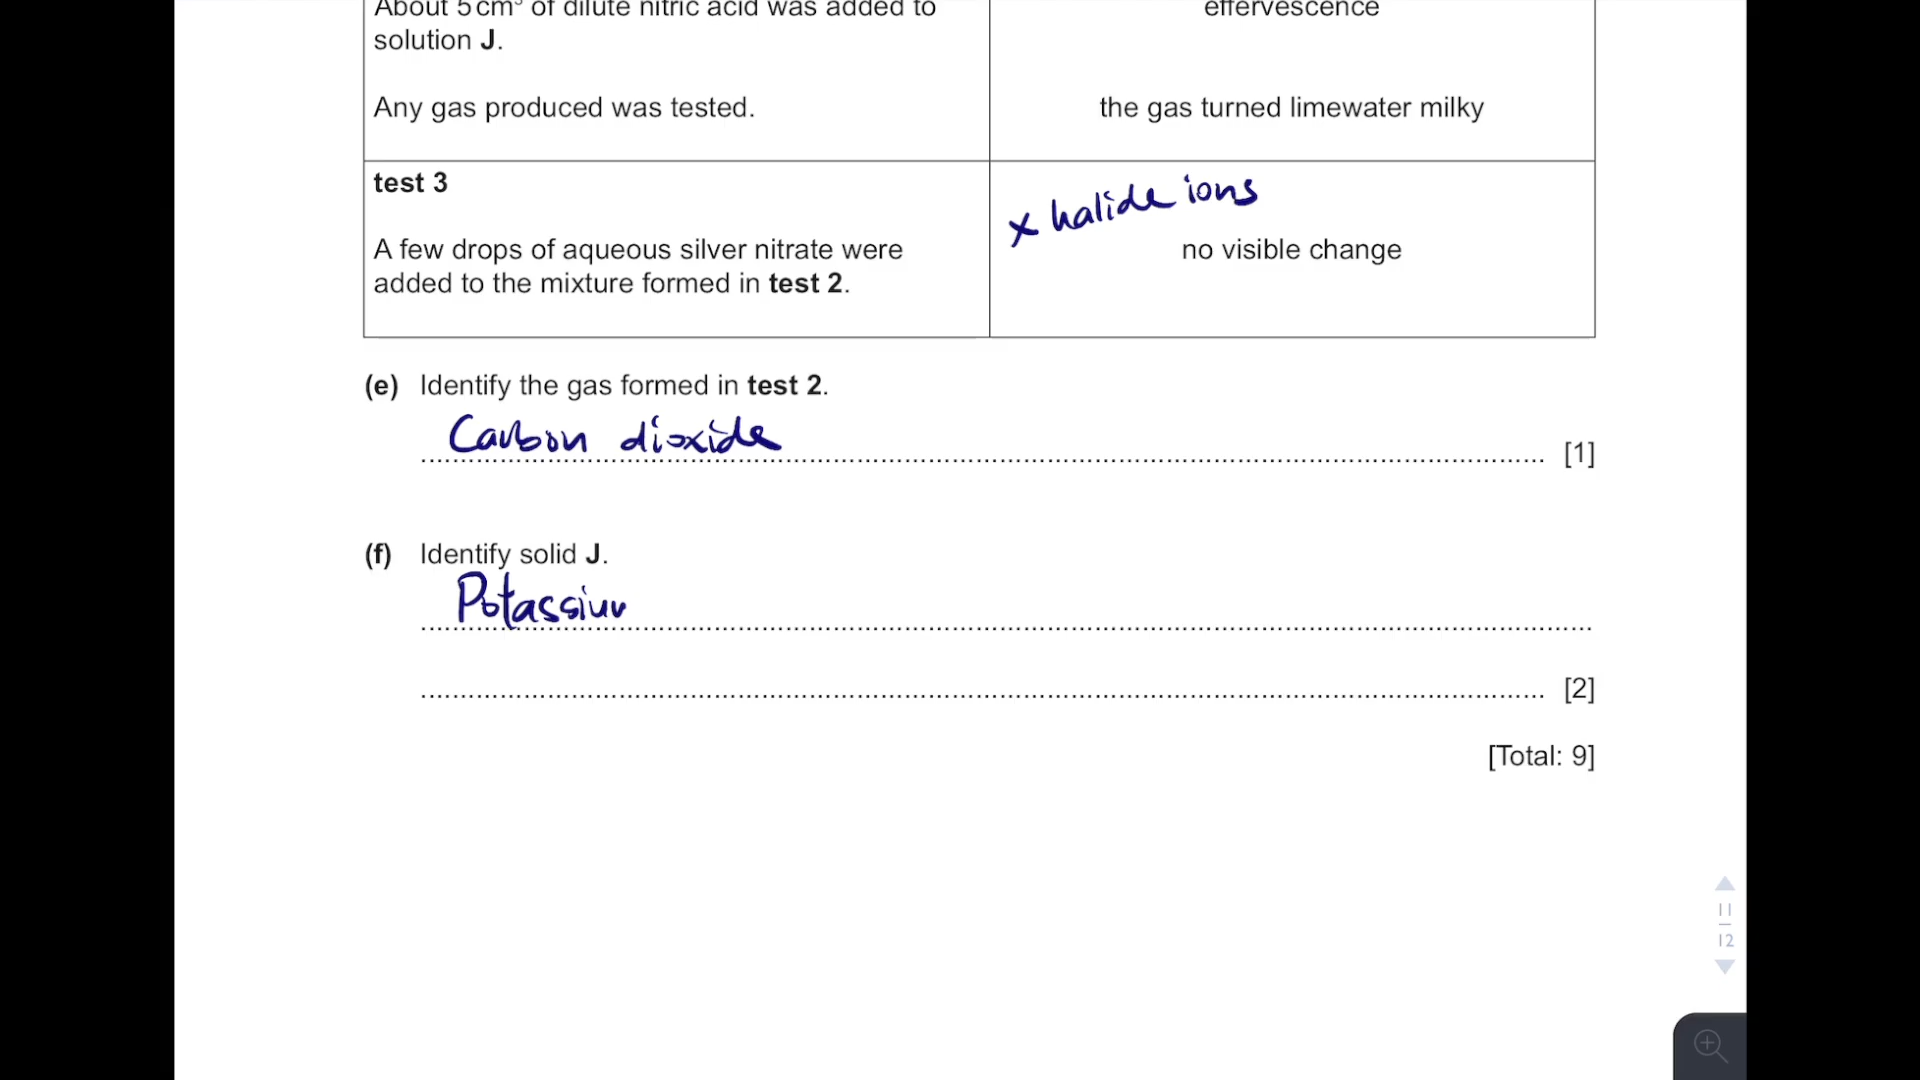 About 5 cm³ of dilute nitric acid was added to
solution J.
effervescence
Any gas produced was tested.
the gas turned limewater milky
test 3
x halide ions
A few drops of aqueous silver nitrate were
added to the mixture formed in test 2.
no visible change
(e) Identify the gas formed in test 2.
Carbon dioxide
[1]
(f) Identify solid J.
Potassium
[2]
[Total: 9]
11
12